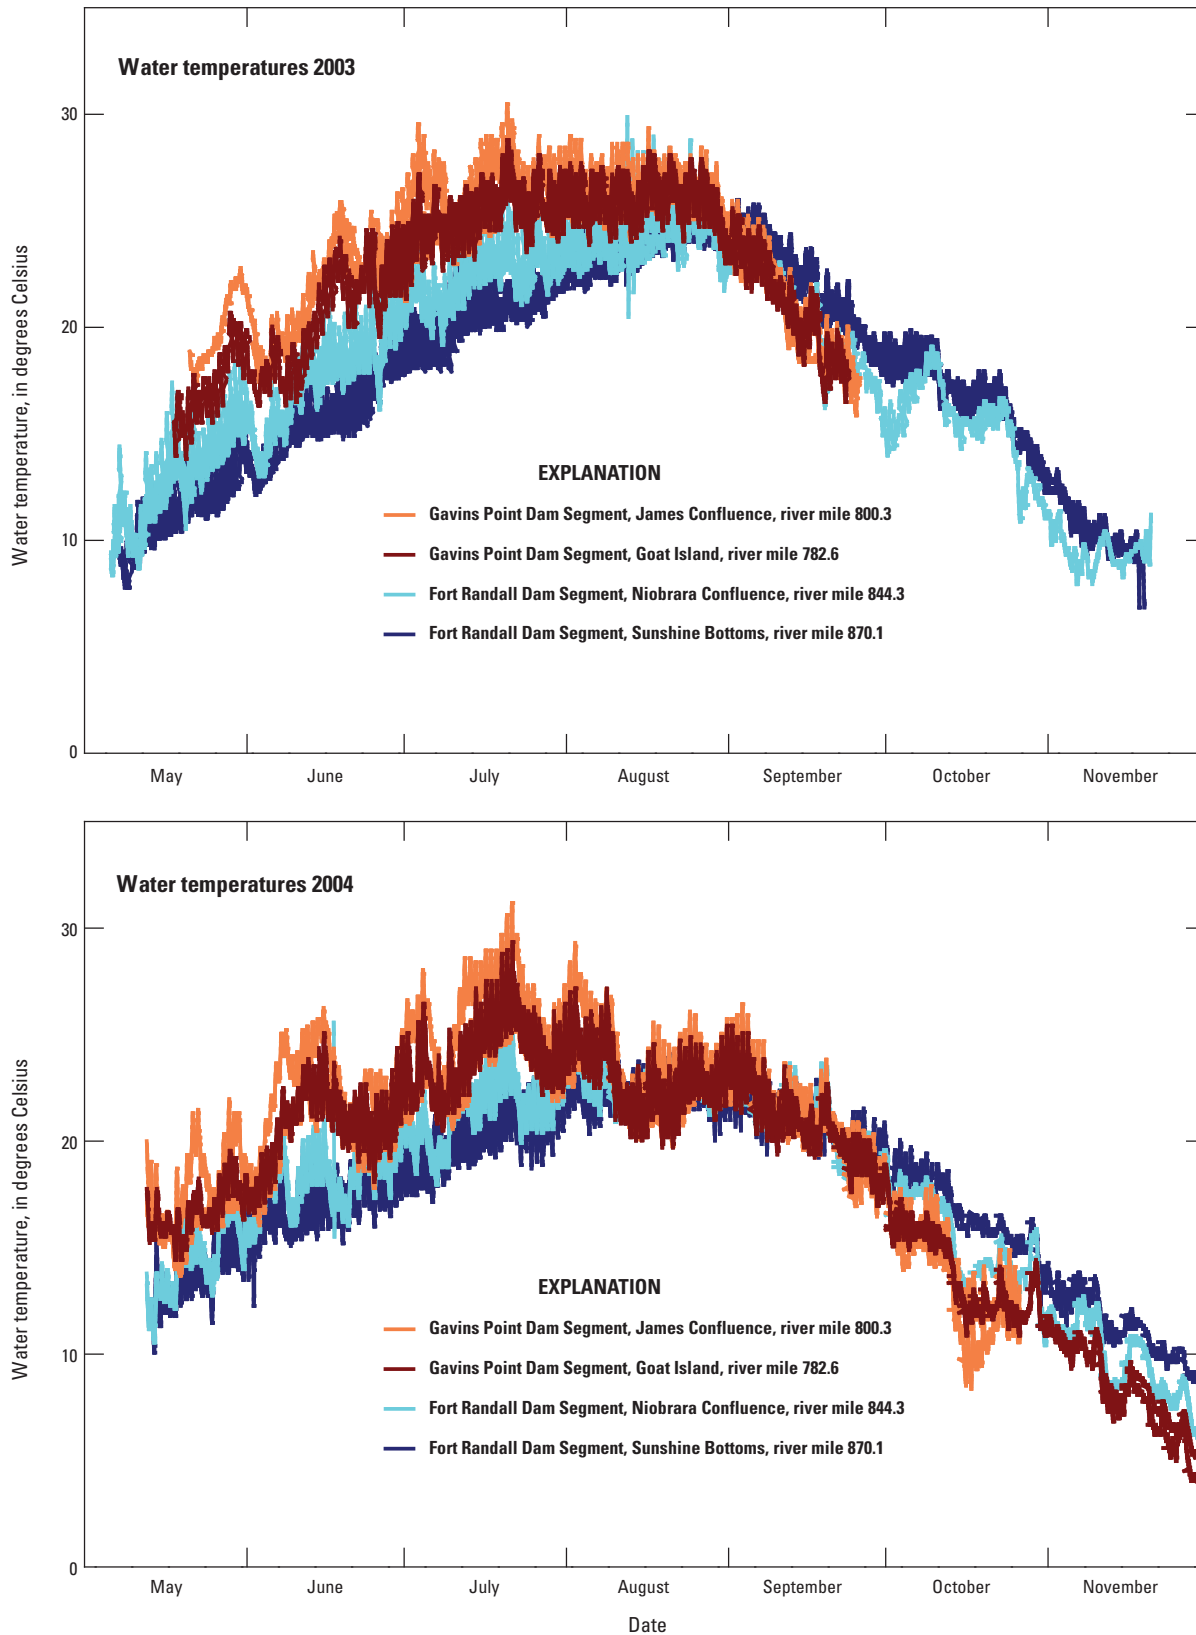 Water temperatures 2003
30
20
10
0
Water temperature, in degrees Celsius
EXPLANATION
Gavins Point Dam Segment, James Confluence, river mile 800.3
Gavins Point Dam Segment, Goat Island, river mile 782.6
Fort Randall Dam Segment, Niobrara Confluence, river mile 844.3
Fort Randall Dam Segment, Sunshine Bottoms, river mile 870.1
May June July August September October November
Water temperatures 2004
30
20
10
0
Water temperature, in degrees Celsius
EXPLANATION
Gavins Point Dam Segment, James Confluence, river mile 800.3
Gavins Point Dam Segment, Goat Island, river mile 782.6
Fort Randall Dam Segment, Niobrara Confluence, river mile 844.3
Fort Randall Dam Segment, Sunshine Bottoms, river mile 870.1
May June July August September October November
Date